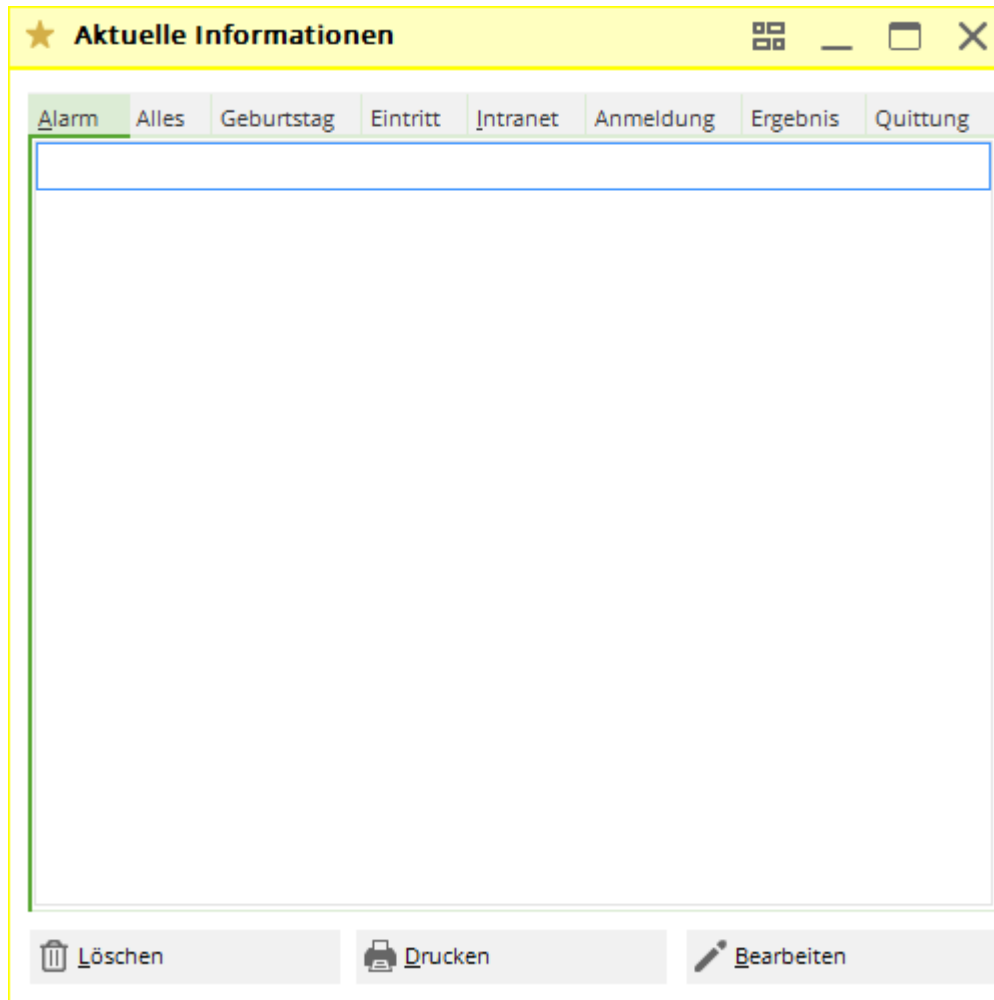 Aktuelle Informationen
Alarm Alles Geburtstag Eintritt Intranet Anmeldung Ergebnis Quittung
Löschen Drucken Bearbeiten